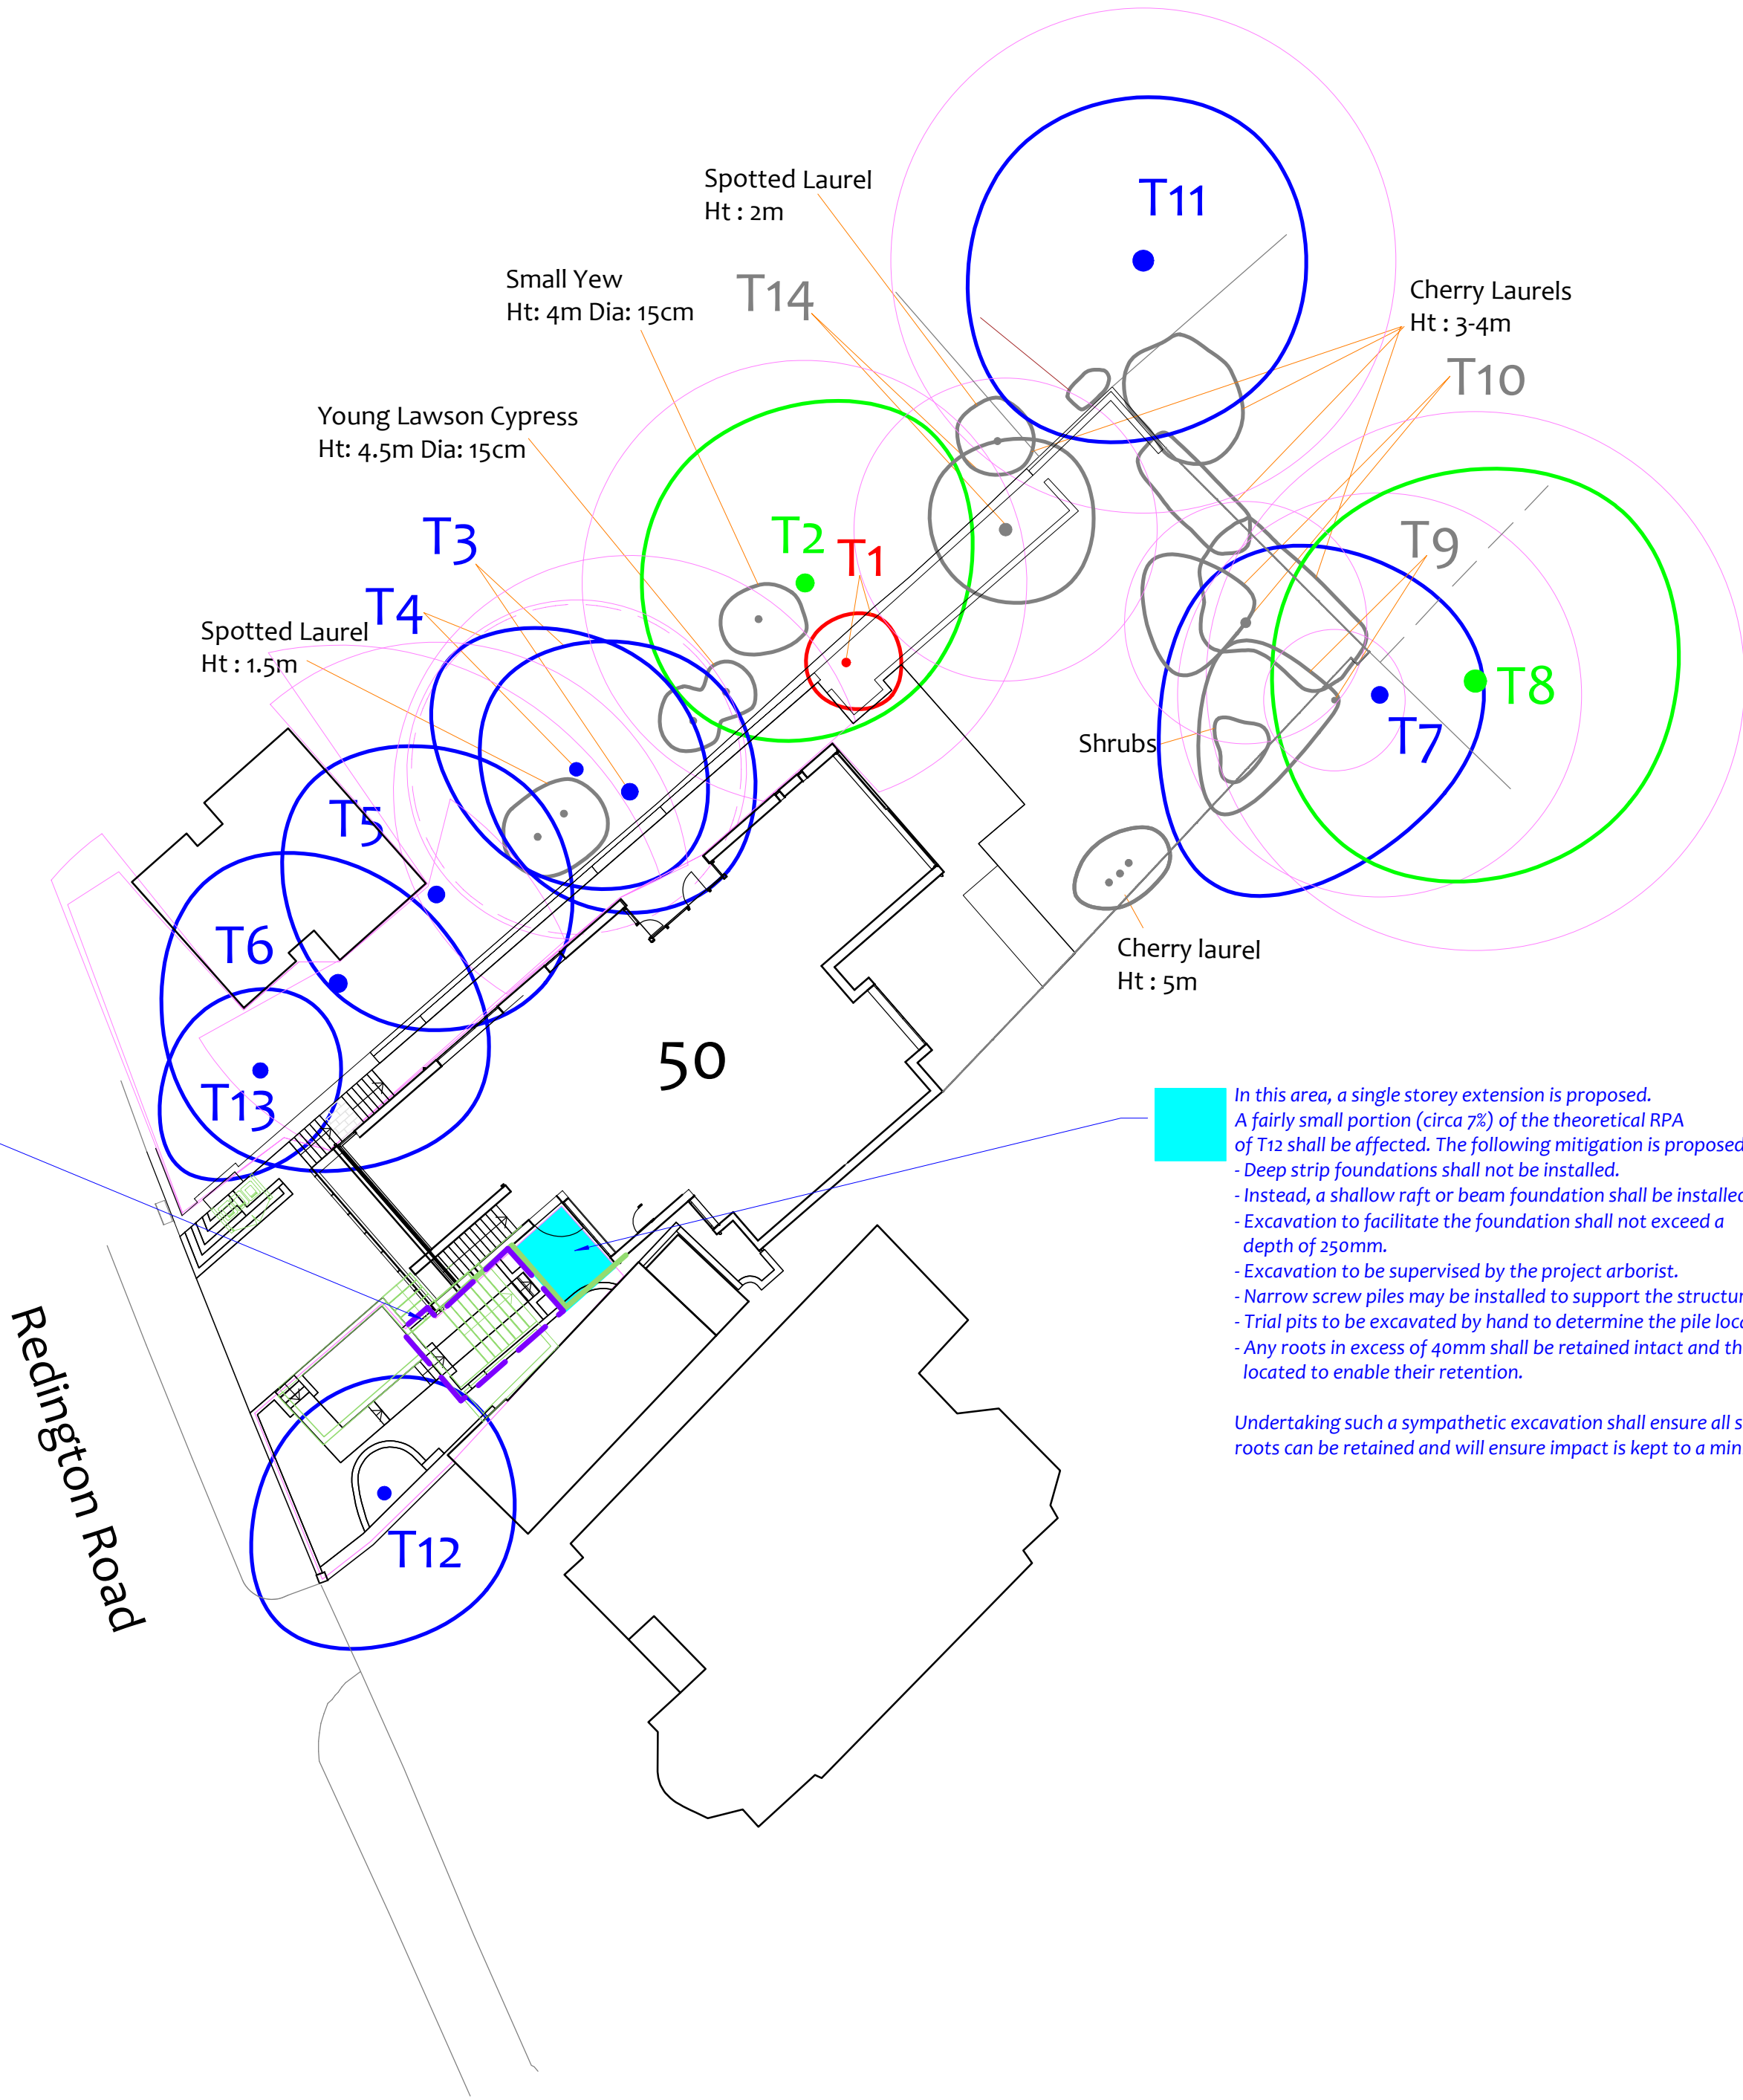 Spotted Laurel
Ht : 2m
T11
Small Yew
Ht: 4m Dia: 15cm
T14
Cherry Laurels
Ht : 3-4m
T10
Young Lawson Cypress
Ht: 4.5m Dia: 15cm
T3
T2
T1
T9
T4
Spotted Laurel
Ht : 1.5m
T8
T7
Shrubs
T5
T6
Cherry laurel
Ht : 5m
50
T13
In this area, a single storey extension is proposed.
A fairly small portion (circa 7%) of the theoretical RPA
of T12 shall be affected. The following mitigation is proposed
- Deep strip foundations shall not be installed.
- Instead, a shallow raft or beam foundation shall be installed
- Excavation to facilitate the foundation shall not exceed a
depth of 250mm.
- Excavation to be supervised by the project arborist.
- Narrow screw piles may be installed to support the
- Trial pits to be excavated by hand to determine the pile
- Any roots in excess of 40mm shall be retained intact and
located to enable their retention.
Undertaking such a sympathetic excavation shall ensure all
roots can be retained and will ensure impact is kept to a
Redington Road
T12